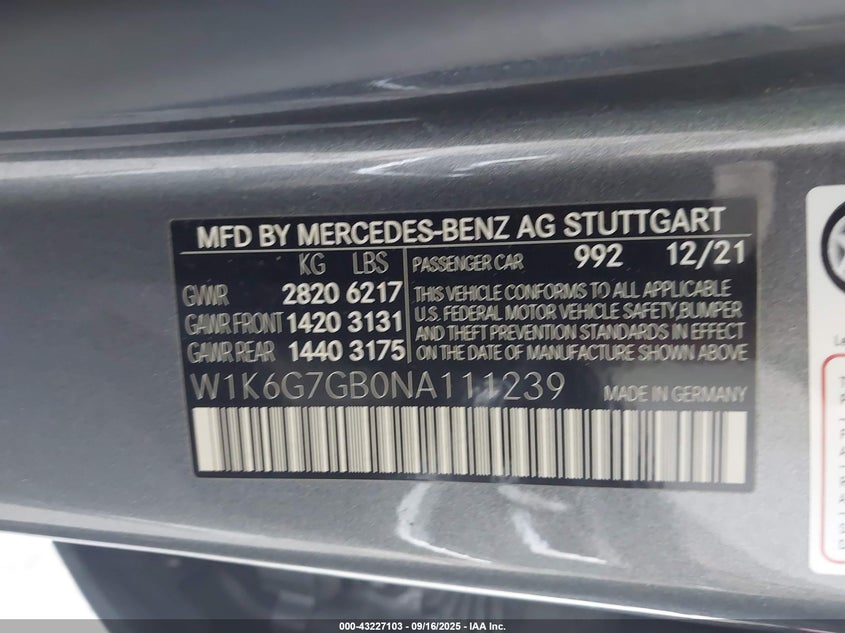 MFD BY MERCEDES-BENZ AG STUTTGART
KG LBS
GVWR 2820 6217
GAWR FRONT 1420 3131
GAWR REAR 1440 3175
PASSENGER CAR 992 12/21
THIS VEHICLE CONFORMS TO ALL APPLICABLE
U.S. FEDERAL MOTOR VEHICLE SAFETY,BUMPER
AND THEFT PREVENTION STANDARDS IN EFFECT
ON THE DATE OF MANUFACTURE SHOWN ABOVE.
W1K6G7GB0NA111239 MADE IN GERMANY
000-43227103 - 09/16/2025 - IAA Inc.